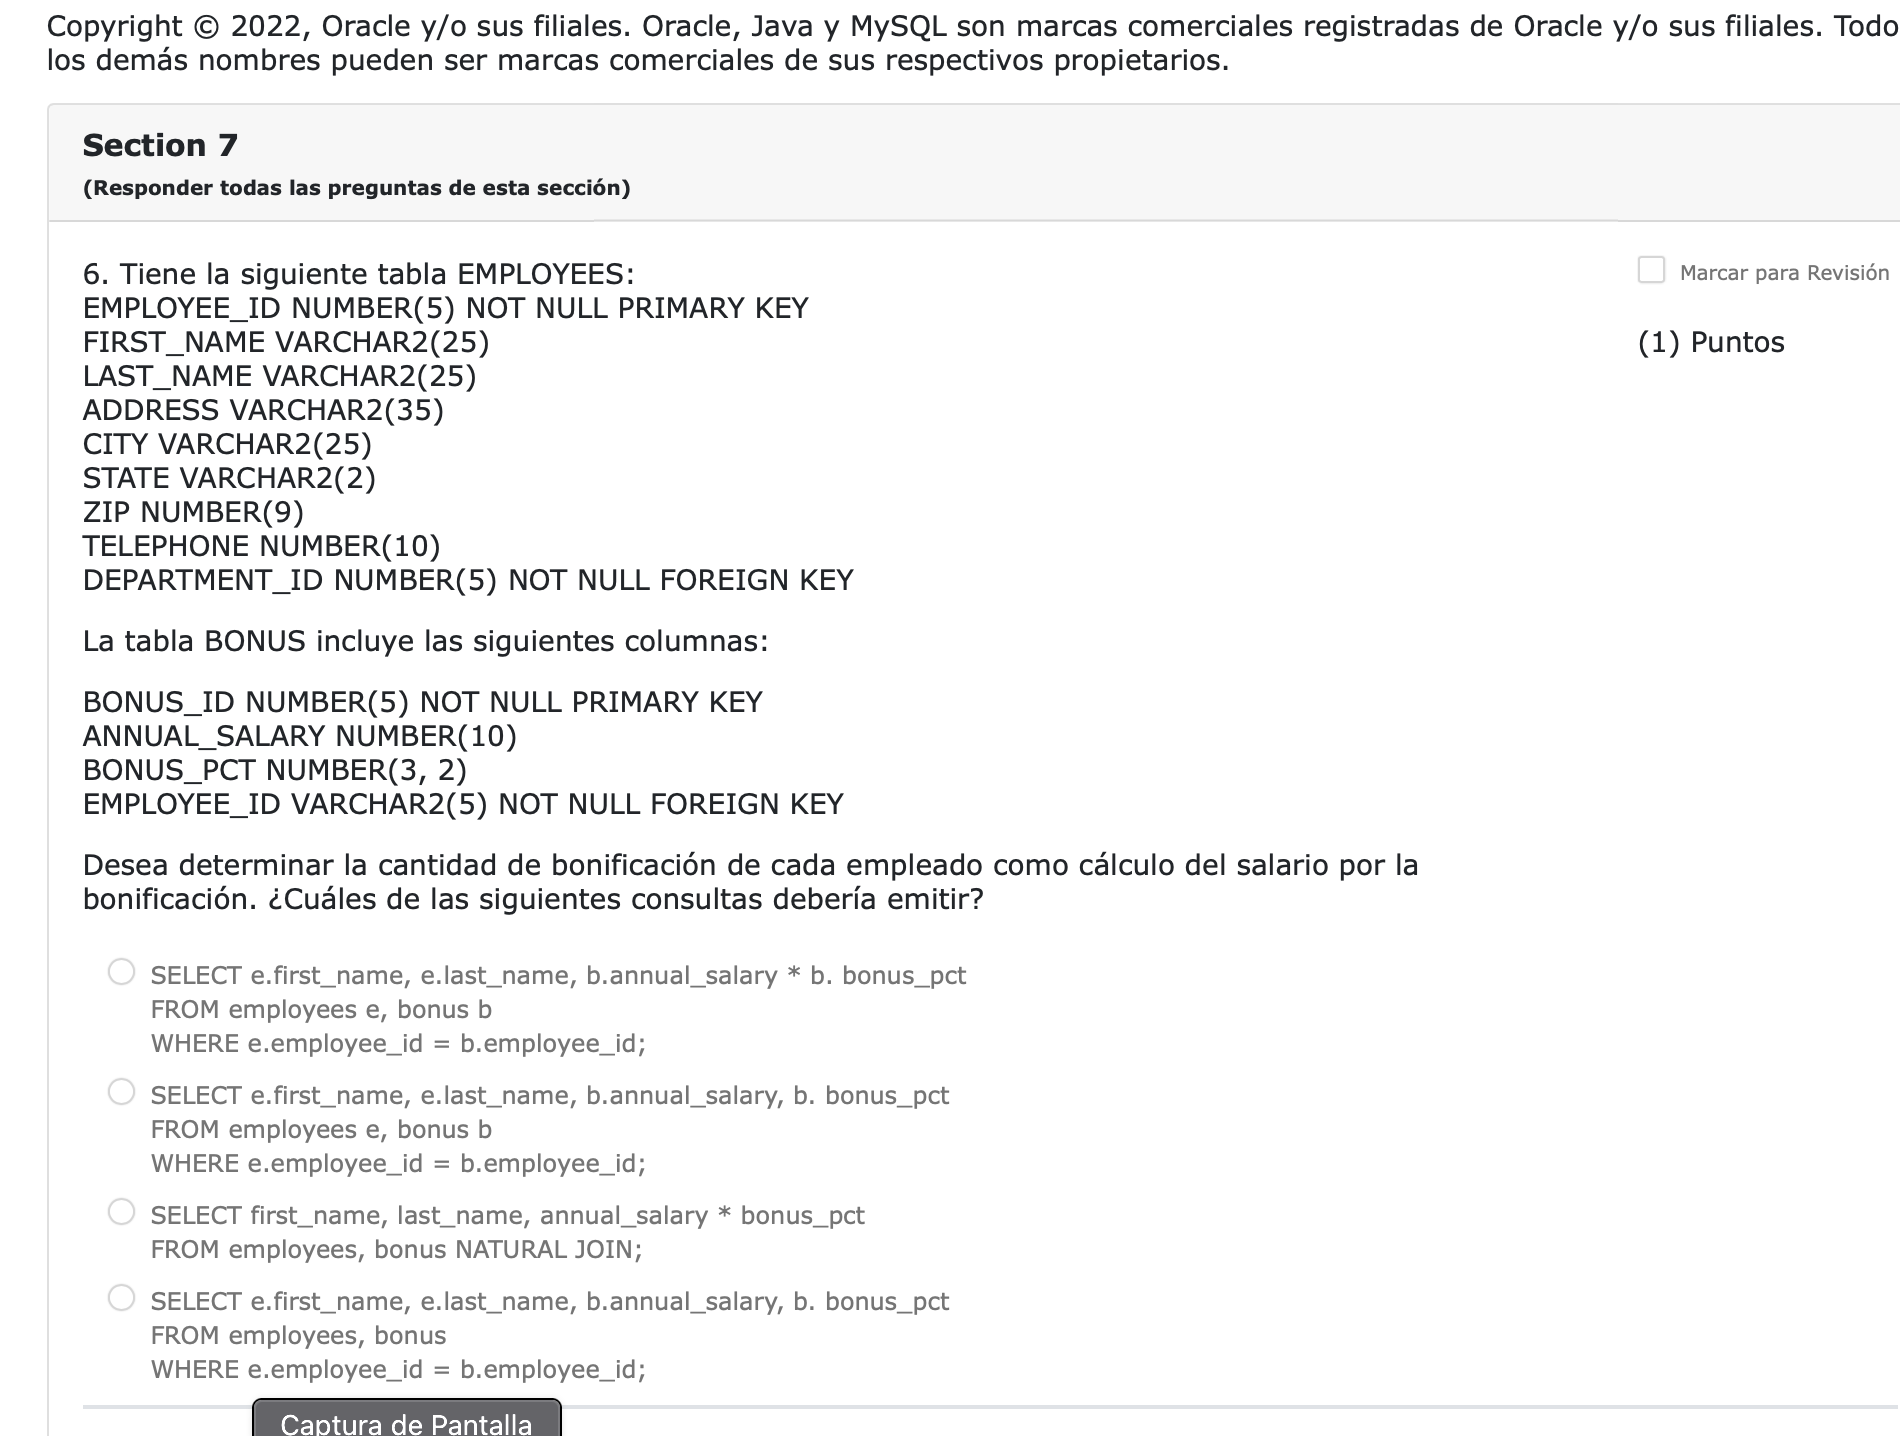 Copyright © 2022, Oracle y/o sus filiales. Oracle, Java y MySQL son marcas comerciales registradas de Oracle y/o sus filiales. Todo
los demás nombres pueden ser marcas comerciales de sus respectivos propietarios.
Section 7
(Responder todas las preguntas de esta sección)
6. Tiene la siguiente tabla EMPLOYEES:
Marcar para Revisión
EMPLOYEE_ID NUMBER(5) NOT NULL PRIMARY KEY
FIRST_NAME VARCHAR2(25)
(1) Puntos
LAST_NAME VARCHAR2(25)
ADDRESS VARCHAR2(35)
CITY VARCHAR2(25)
STATE VARCHAR2(2)
ZIP NUMBER(9)
TELEPHONE NUMBER(10)
DEPARTMENT_ID NUMBER(5) NOT NULL FOREIGN KEY
La tabla BONUS incluye las siguientes columnas:
BONUS_ID NUMBER(5) NOT NULL PRIMARY KEY
ANNUAL_SALARY NUMBER(10)
BONUS_PCT NUMBER(3, 2)
EMPLOYEE_ID VARCHAR2(5) NOT NULL FOREIGN KEY
Desea determinar la cantidad de bonificación de cada empleado como cálculo del salario por la
bonificación. ¿Cuáles de las siguientes consultas debería emitir?
SELECT e.first_name, e.last_name, b.annual_salary * b. bonus_pct
FROM employees e, bonus b
WHERE e.employee_id = b.employee_id;
SELECT e.first_name, e.last_name, b.annual_salary, b. bonus_pct
FROM employees e, bonus b
WHERE e.employee_id = b.employee_id;
SELECT first_name, last_name, annual_salary * bonus_pct
FROM employees, bonus NATURAL JOIN;
SELECT e.first_name, e.last_name, b.annual_salary, b. bonus_pct
FROM employees, bonus
WHERE e.employee_id = b.employee_id;
Captura de Pantalla